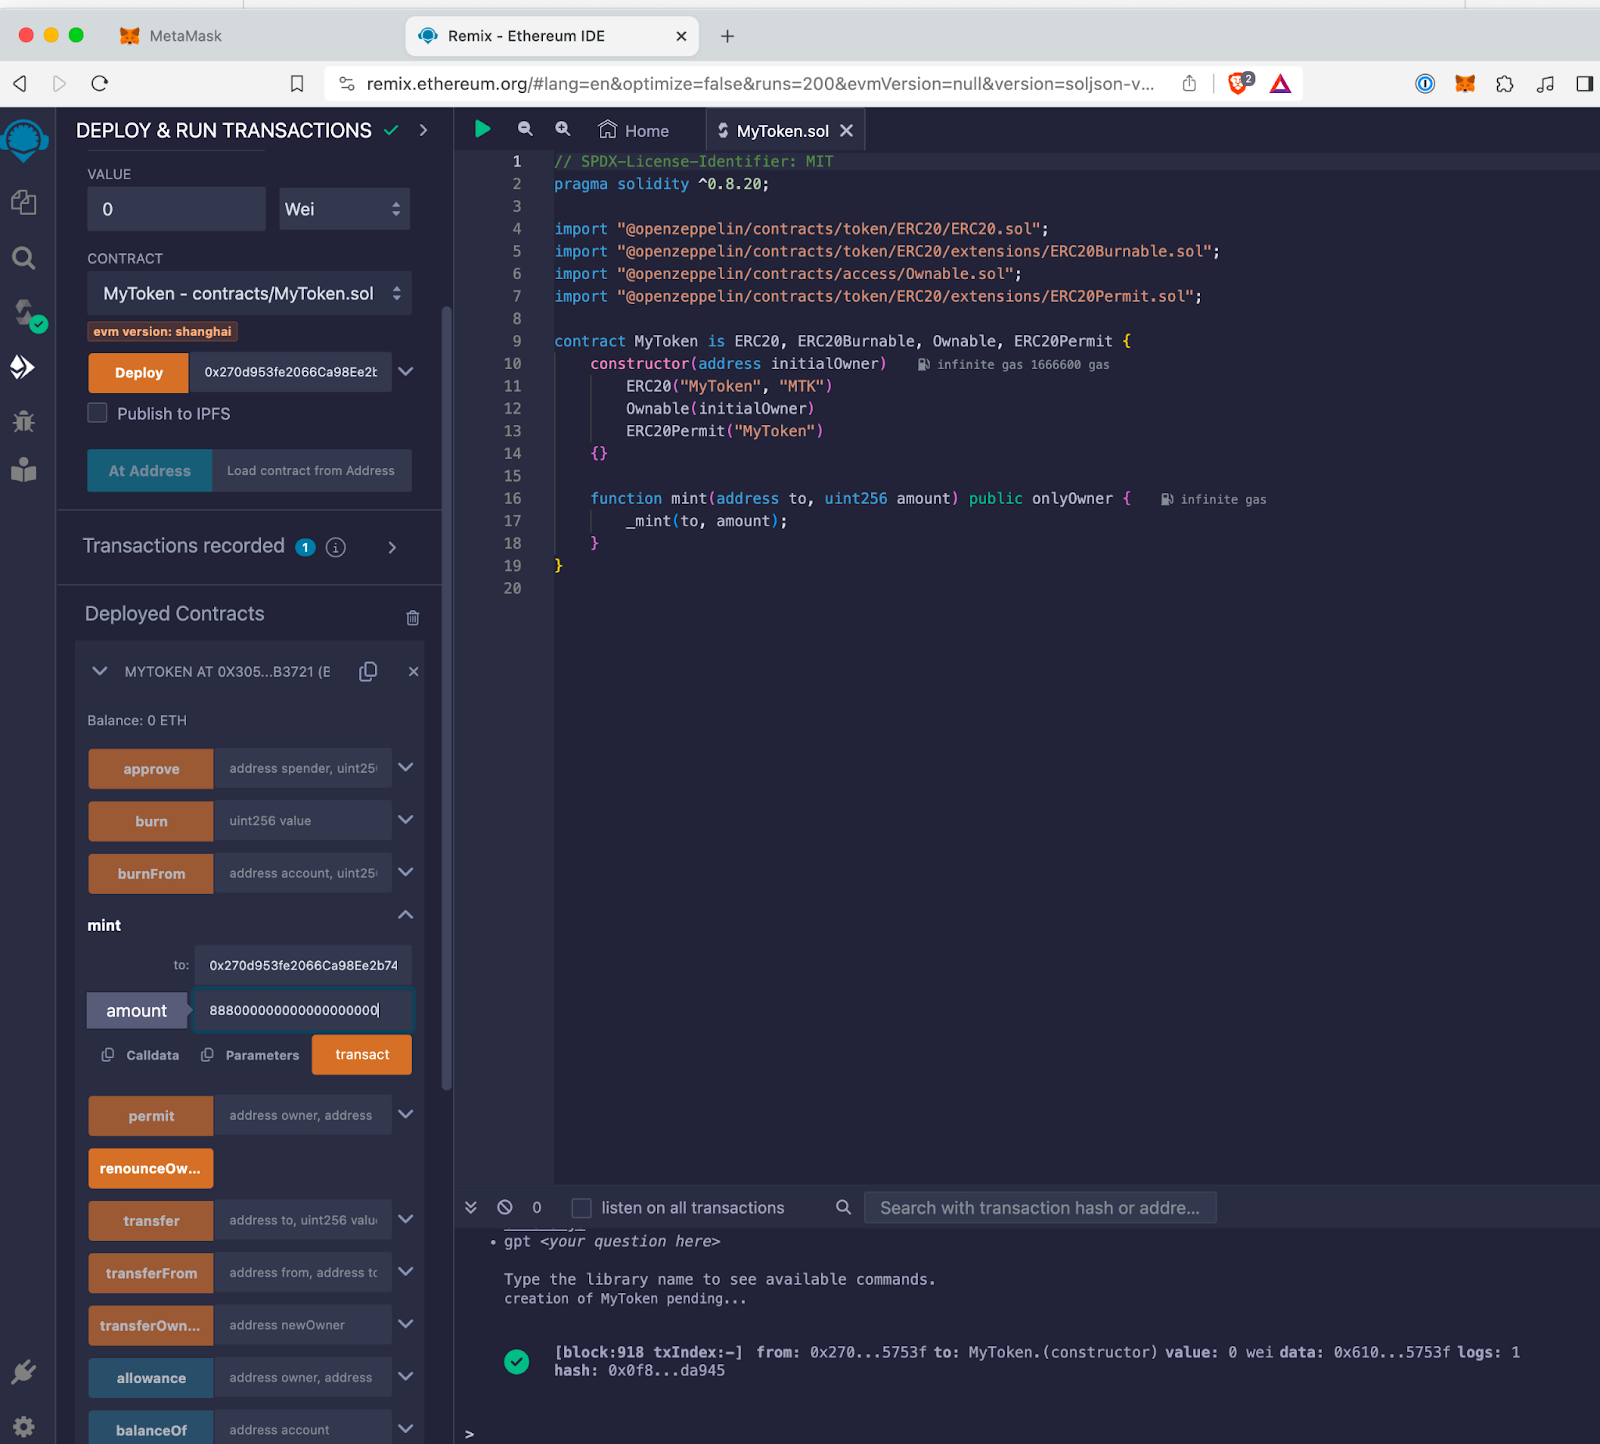 MetaMask
Remix - Ethereum IDE
remix.ethereum.org/#lang=en&optimize=false&runs=200&evmVersion=null&version=soljson-v...
2
DEPLOY & RUN TRANSACTIONS
VALUE
0
Wei
CONTRACT
MyToken - contracts/MyToken.sol
evm version: shanghai
Deploy
0x270d953fe2066Ca98Ee2b
Publish to IPFS
At Address
Load contract from Address
Transactions recorded 1
Deployed Contracts
MYTOKEN AT 0X305...B3721 (B
Balance: 0 ETH
approve
address spender, uint25
burn
uint256 value
burnFrom
address account, uint25
mint
to:
0x270d953fe2066Ca98Ee2b74
amount
Calldata
Parameters
transact
permit
address owner, address
renounceOw...
transfer
address to, uint256 valu
transferFrom
address from, address to
transferOwn...
address newOwner
allowance
address owner, address
balanceOf
address account
Home
MyToken.sol
1 // SPDX-License-Identifier: MIT
2 pragma solidity ^0.8.20;
3
4 import "@openzeppelin/contracts/token/ERC20/ERC20.sol";
5 import "@openzeppelin/contracts/token/ERC20/extensions/ERC20Burnable.sol";
6 import "@openzeppelin/contracts/access/Ownable.sol";
7 import "@openzeppelin/contracts/token/ERC20/extensions/ERC20Permit.sol";
8
9 contract MyToken is ERC20, ERC20Burnable, Ownable, ERC20Permit {
10 constructor(address initialOwner) infinite gas 1666600 gas
11 ERC20("MyToken", "MTK")
12 Ownable(initialOwner)
13 ERC20Permit("MyToken")
14 {}
15
16 function mint(address to, uint256 amount) public onlyOwner { infinite gas
17 _mint(to, amount);
18 }
19 }
20
0
listen on all transactions
Search with transaction hash or addre...
• gpt <your question here>
Type the library name to see available commands.
creation of MyToken pending...
[block:918 txIndex:-] from: 0x270...5753f to: MyToken.(constructor) value: 0 wei data: 0x610...5753f logs: 1
hash: 0x0f8...da945
>